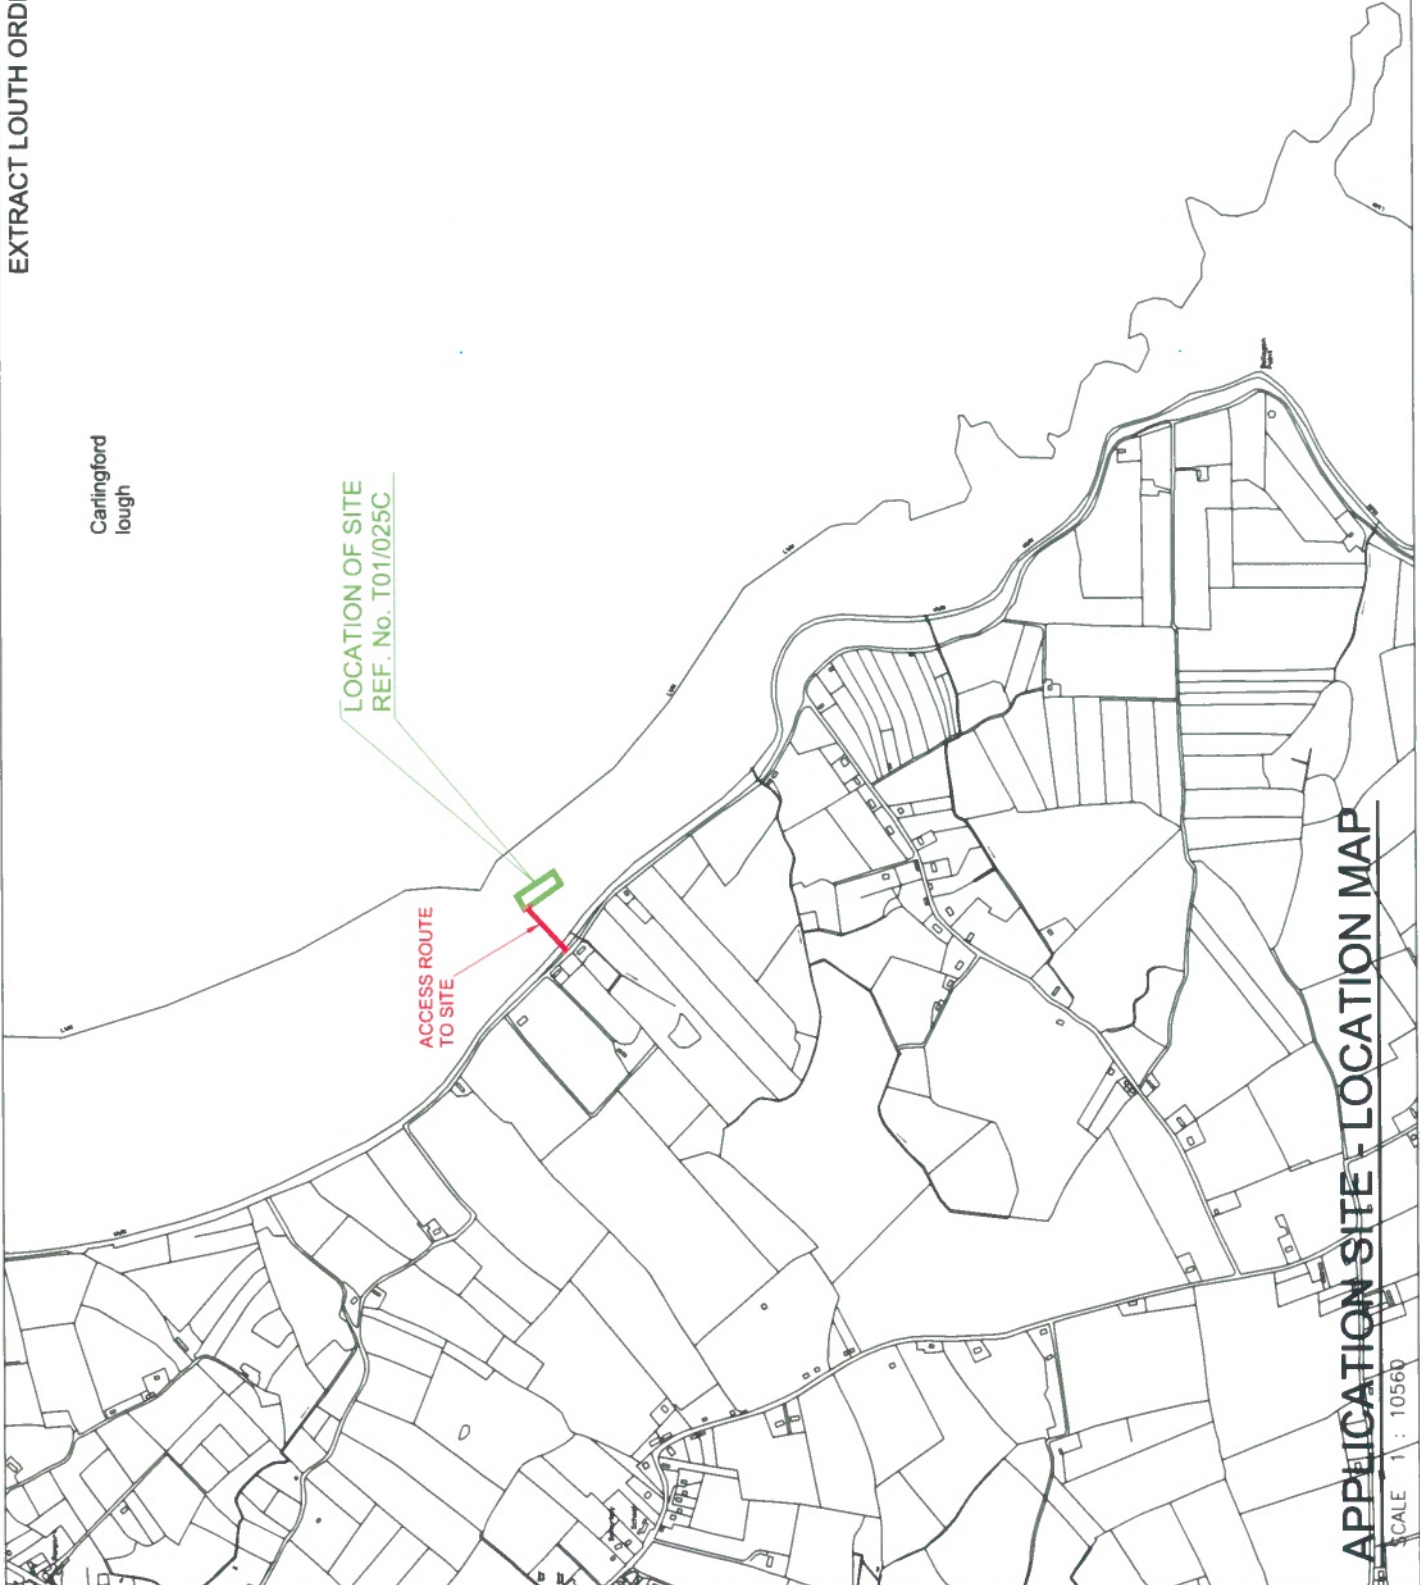 EXTRACT LOUTH ORD
Carlingford
lough
LOCATION OF SITE
REF. No. T01/025C
ACCESS ROUTE
TO SITE
APPLICATION SITE - LOCATION MAP
SCALE 1 : 10560